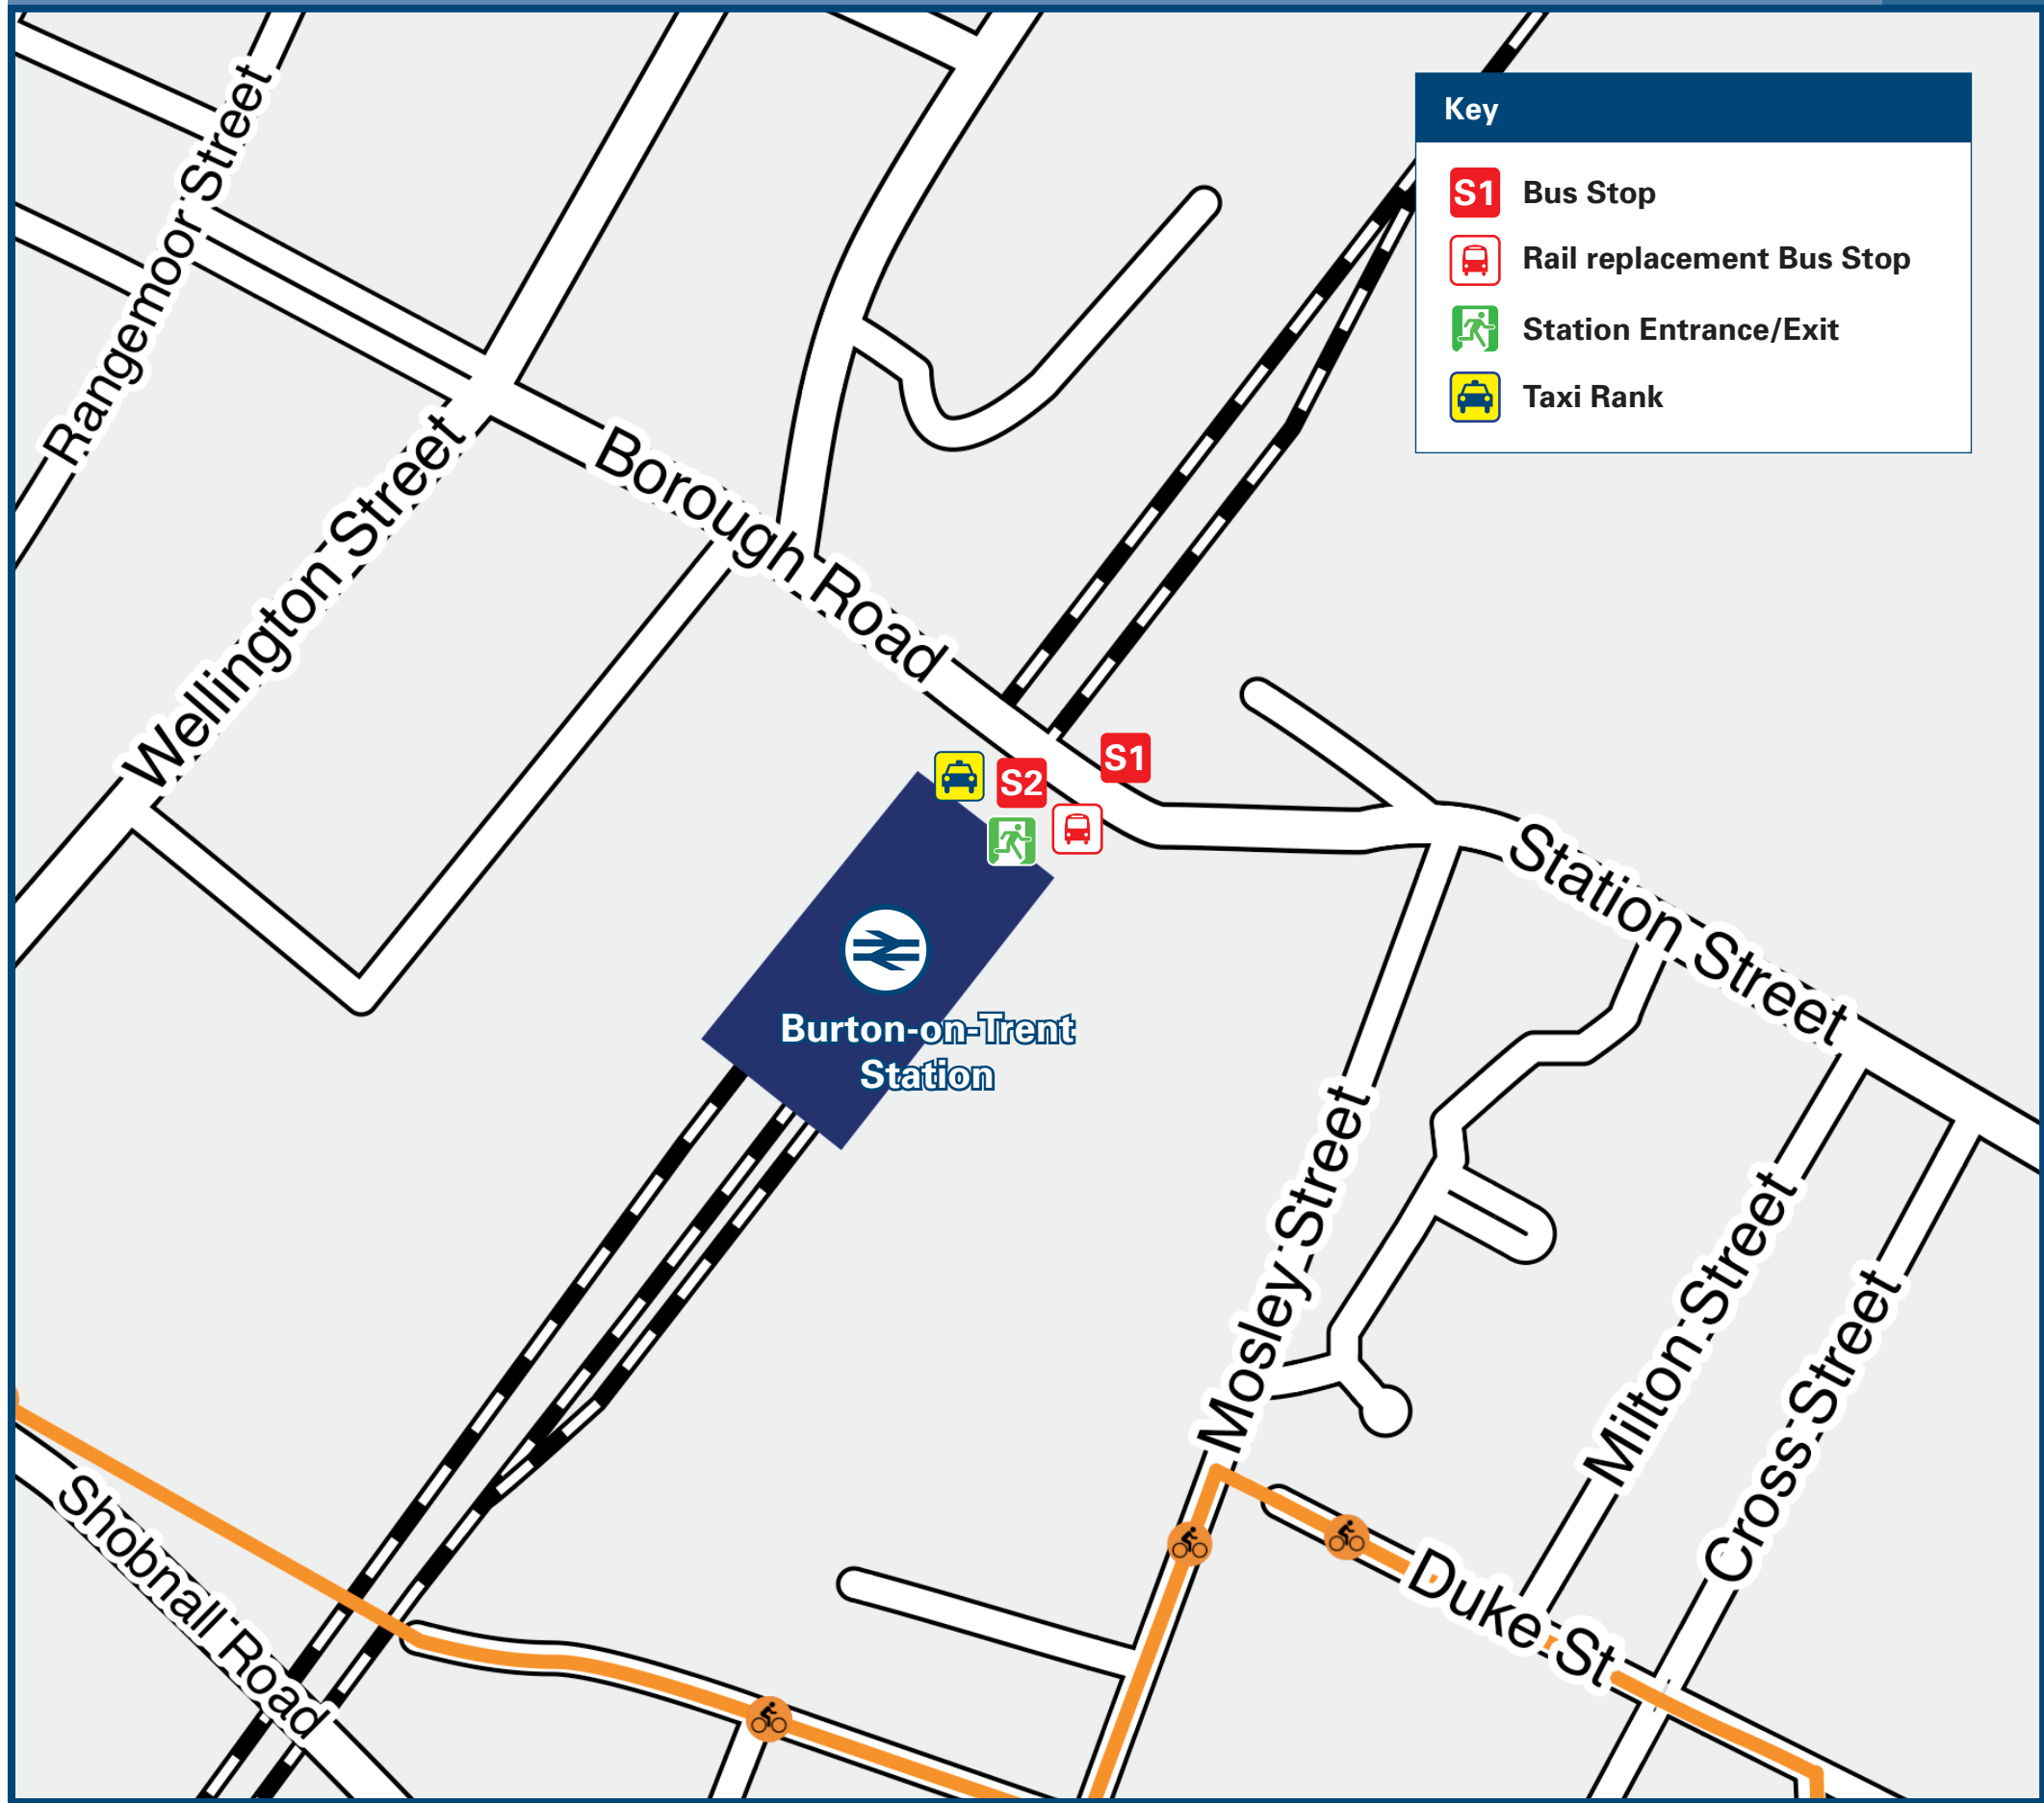 Key
S1 Bus Stop
Rail replacement Bus Stop
Station Entrance/Exit
Taxi Rank
Rangemoor Street
Wellington Street
Borough Road
S1
S2
Station Street
Burton-on-Trent
Station
Mosley Street
Milton Street
Cross Street
Duke St
Shobnall Road